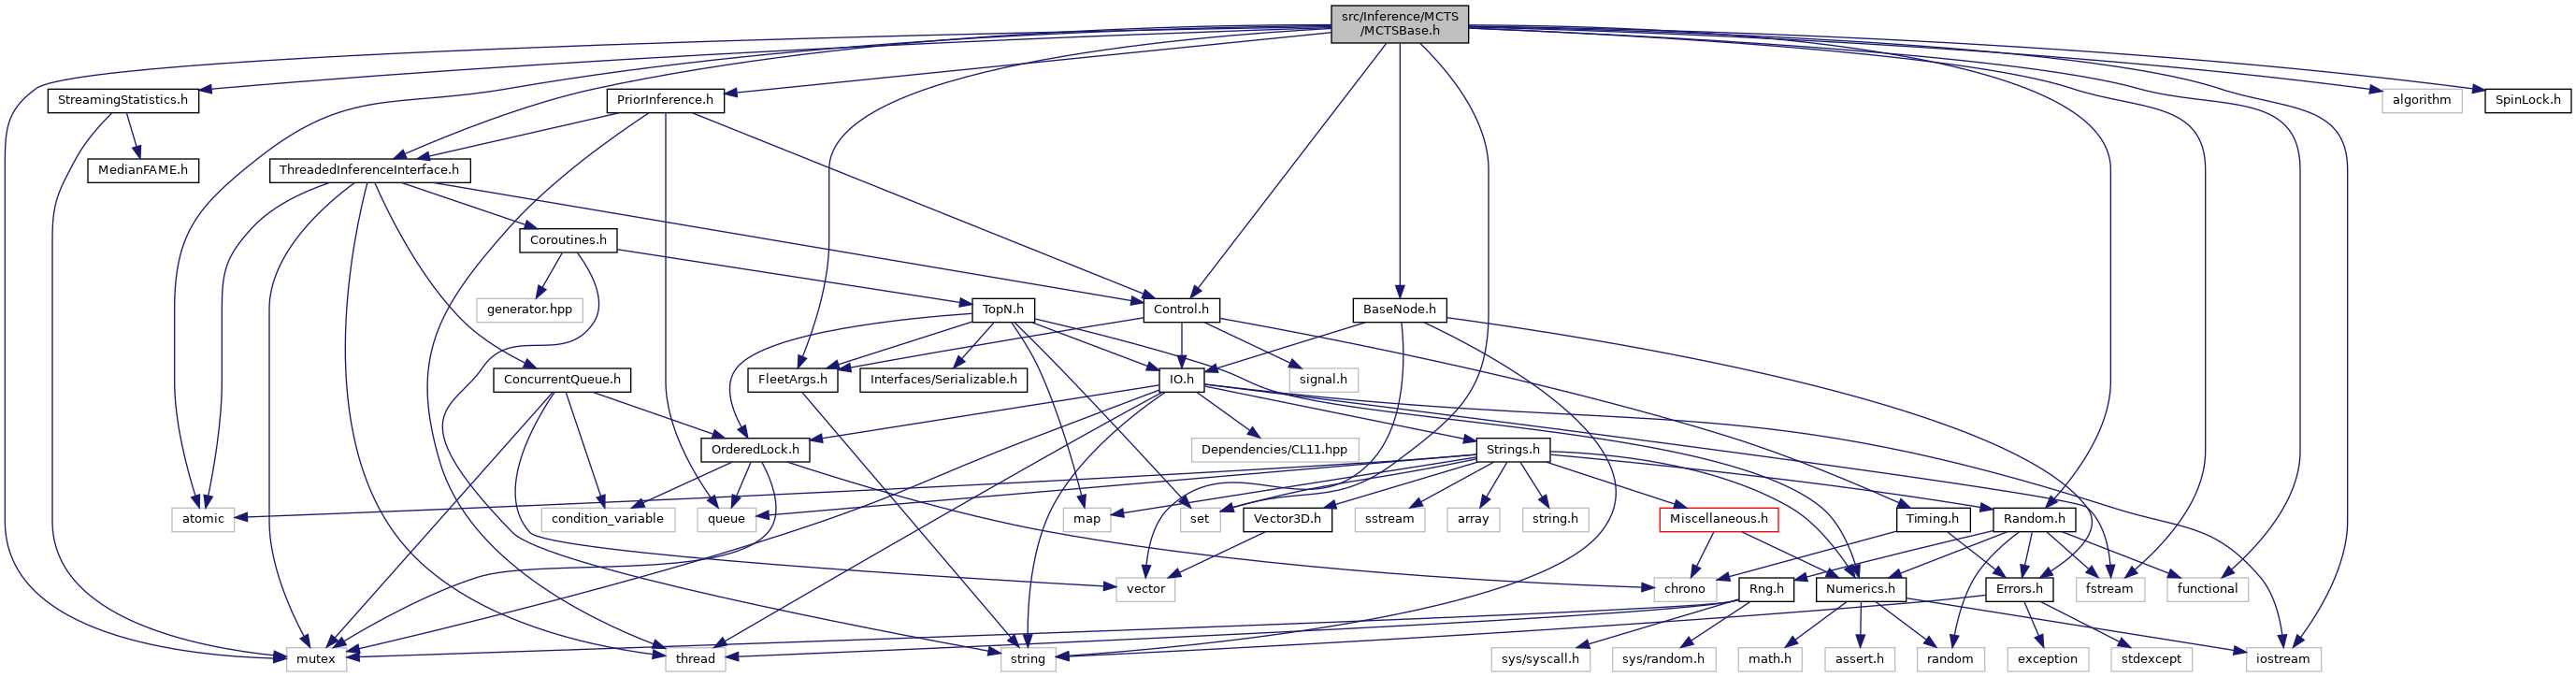 src/Inference/MCTS
/MCTSBase.h
StreamingStatistics.h
PriorInference.h
algorithm
SpinLock.h
MedianFAME.h
ThreadedInferenceInterface.h
Coroutines.h
generator.hpp
TopN.h
Control.h
BaseNode.h
ConcurrentQueue.h
FleetArgs.h
Interfaces/Serializable.h
IO.h
signal.h
OrderedLock.h
Dependencies/CL11.hpp
Strings.h
atomic
condition_variable
queue
map
set
Vector3D.h
sstream
array
string.h
Miscellaneous.h
Timing.h
Random.h
vector
chrono
Rng.h
Numerics.h
Errors.h
fstream
functional
mutex
thread
string
sys/syscall.h
sys/random.h
math.h
assert.h
random
exception
stdexcept
iostream